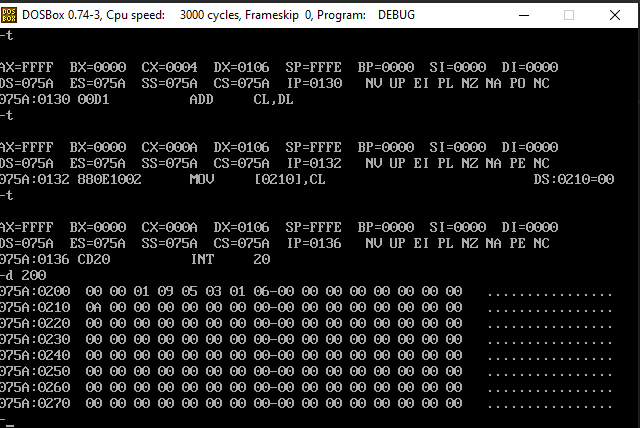 DOSBox 0.74-3, Cpu speed: 3000 cycles, Frameskip 0, Program: DEBUG
-t
AX=FFFF BX=0000 CX=0004 DX=0106 SP=FFFE BP=0000 SI=0000 DI=0000
DS=075A ES=075A SS=075A CS=075A IP=0130 NV UP EI PL NZ NA PO NC
075A:0130 00D1 ADD CL,DL
-t
AX=FFFF BX=0000 CX=000A DX=0106 SP=FFFE BP=0000 SI=0000 DI=0000
DS=075A ES=075A SS=075A CS=075A IP=0132 NV UP EI PL NZ NA PE NC
075A:0132 880E1002 MOV [0210],CL DS:0210=00
-t
AX=FFFF BX=0000 CX=000A DX=0106 SP=FFFE BP=0000 SI=0000 DI=0000
DS=075A ES=075A SS=075A CS=075A IP=0136 NV UP EI PL NZ NA PE NC
075A:0136 CD20 INT 20
-d 200
075A:0200 00 00 01 09 05 03 01 06-00 00 00 00 00 00 00 00 ................
075A:0210 0A 00 00 00 00 00 00 00-00 00 00 00 00 00 00 00 ................
075A:0220 00 00 00 00 00 00 00 00-00 00 00 00 00 00 00 00 ................
075A:0230 00 00 00 00 00 00 00 00-00 00 00 00 00 00 00 00 ................
075A:0240 00 00 00 00 00 00 00 00-00 00 00 00 00 00 00 00 ................
075A:0250 00 00 00 00 00 00 00 00-00 00 00 00 00 00 00 00 ................
075A:0260 00 00 00 00 00 00 00 00-00 00 00 00 00 00 00 00 ................
075A:0270 00 00 00 00 00 00 00 00-00 00 00 00 00 00 00 00 ................
-_